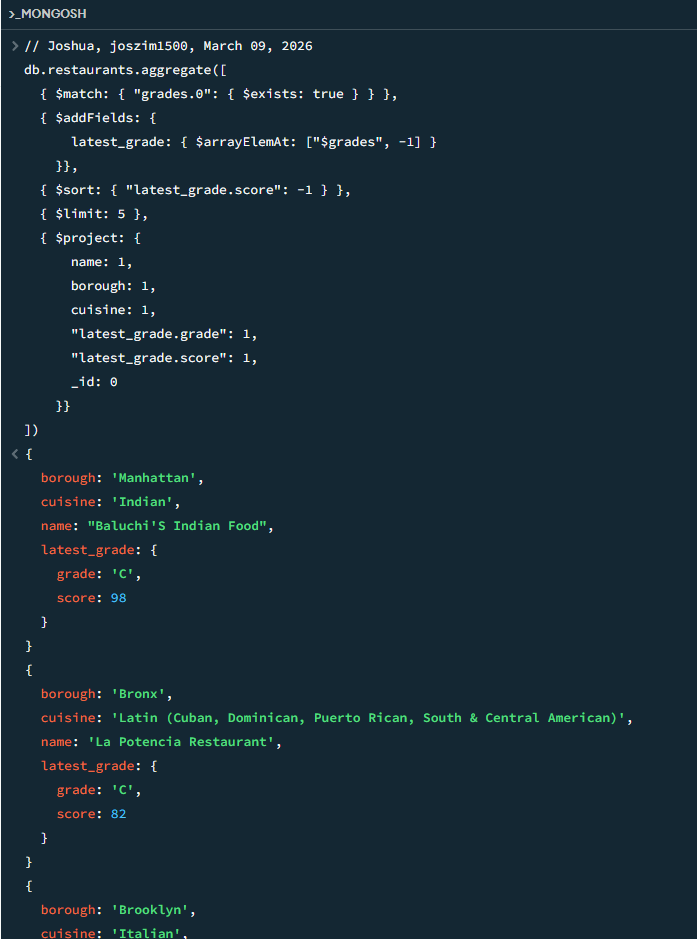 >_MONGOSH
> // Joshua, joszim1500, March 09, 2026
db.restaurants.aggregate([
{ $match: { "grades.0": { $exists: true } } },
{ $addFields: {
latest_grade: { $arrayElemAt: ["$grades", -1] }
}},
{ $sort: { "latest_grade.score": -1 } },
{ $limit: 5 },
{ $project: {
name: 1,
borough: 1,
cuisine: 1,
"latest_grade.grade": 1,
"latest_grade.score": 1,
_id: 0
}}
])
< {
borough: 'Manhattan',
cuisine: 'Indian',
name: "Baluchi'S Indian Food",
latest_grade: {
grade: 'C',
score: 98
}
}
{
borough: 'Bronx',
cuisine: 'Latin (Cuban, Dominican, Puerto Rican, South & Central American)',
name: 'La Potencia Restaurant',
latest_grade: {
grade: 'C',
score: 82
}
}
{
borough: 'Brooklyn',
cuisine: 'Italian',